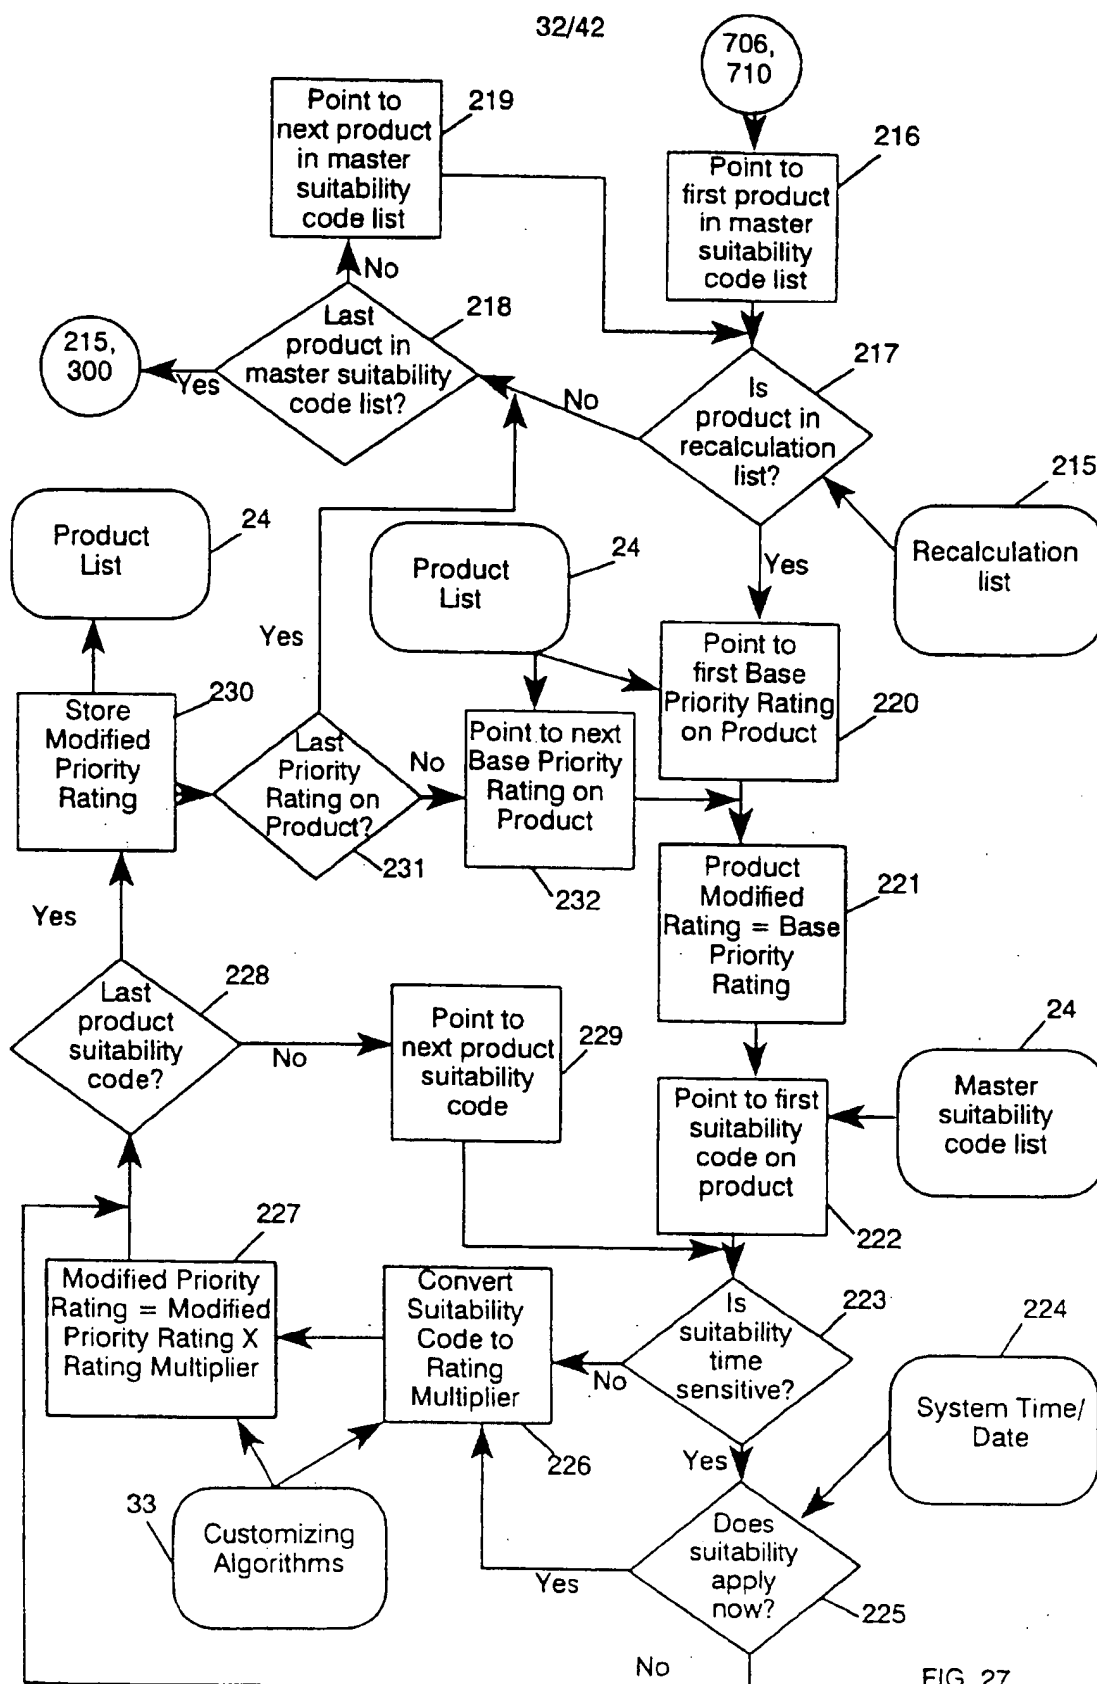 32/42
706,
710
Point to
next product
in master
suitability
code list
219
Point to
first product
in master
suitability
code list
216
No
Last
product in
master suitability
code list?
218
215,
300
Yes
No
Is
product in
recalculation
list?
217
215
Recalculation
list
Yes
Product
List
24
Product
List
24
Yes
Point to
first Base
Priority Rating
on Product
220
Store
Modified
Priority
Rating
230
Last
Priority
Rating on
Product?
231
No
Point to next
Base Priority
Rating on
Product
232
Product
Modified
Rating = Base
Priority
Rating
221
Yes
Last
product
suitability
code?
228
No
Point to
next product
suitability
code
229
Point to first
suitability
code on
product
222
24
Master
suitability
code list
227
Modified Priority
Rating = Modified
Priority Rating X
Rating Multiplier
Convert
Suitability
Code to
Rating
Multiplier
226
No
Is
suitability
time
sensitive?
223
224
System Time/
Date
Yes
33
Customizing
Algorithms
Yes
Does
suitability
apply
now?
225
No
FIG. 27